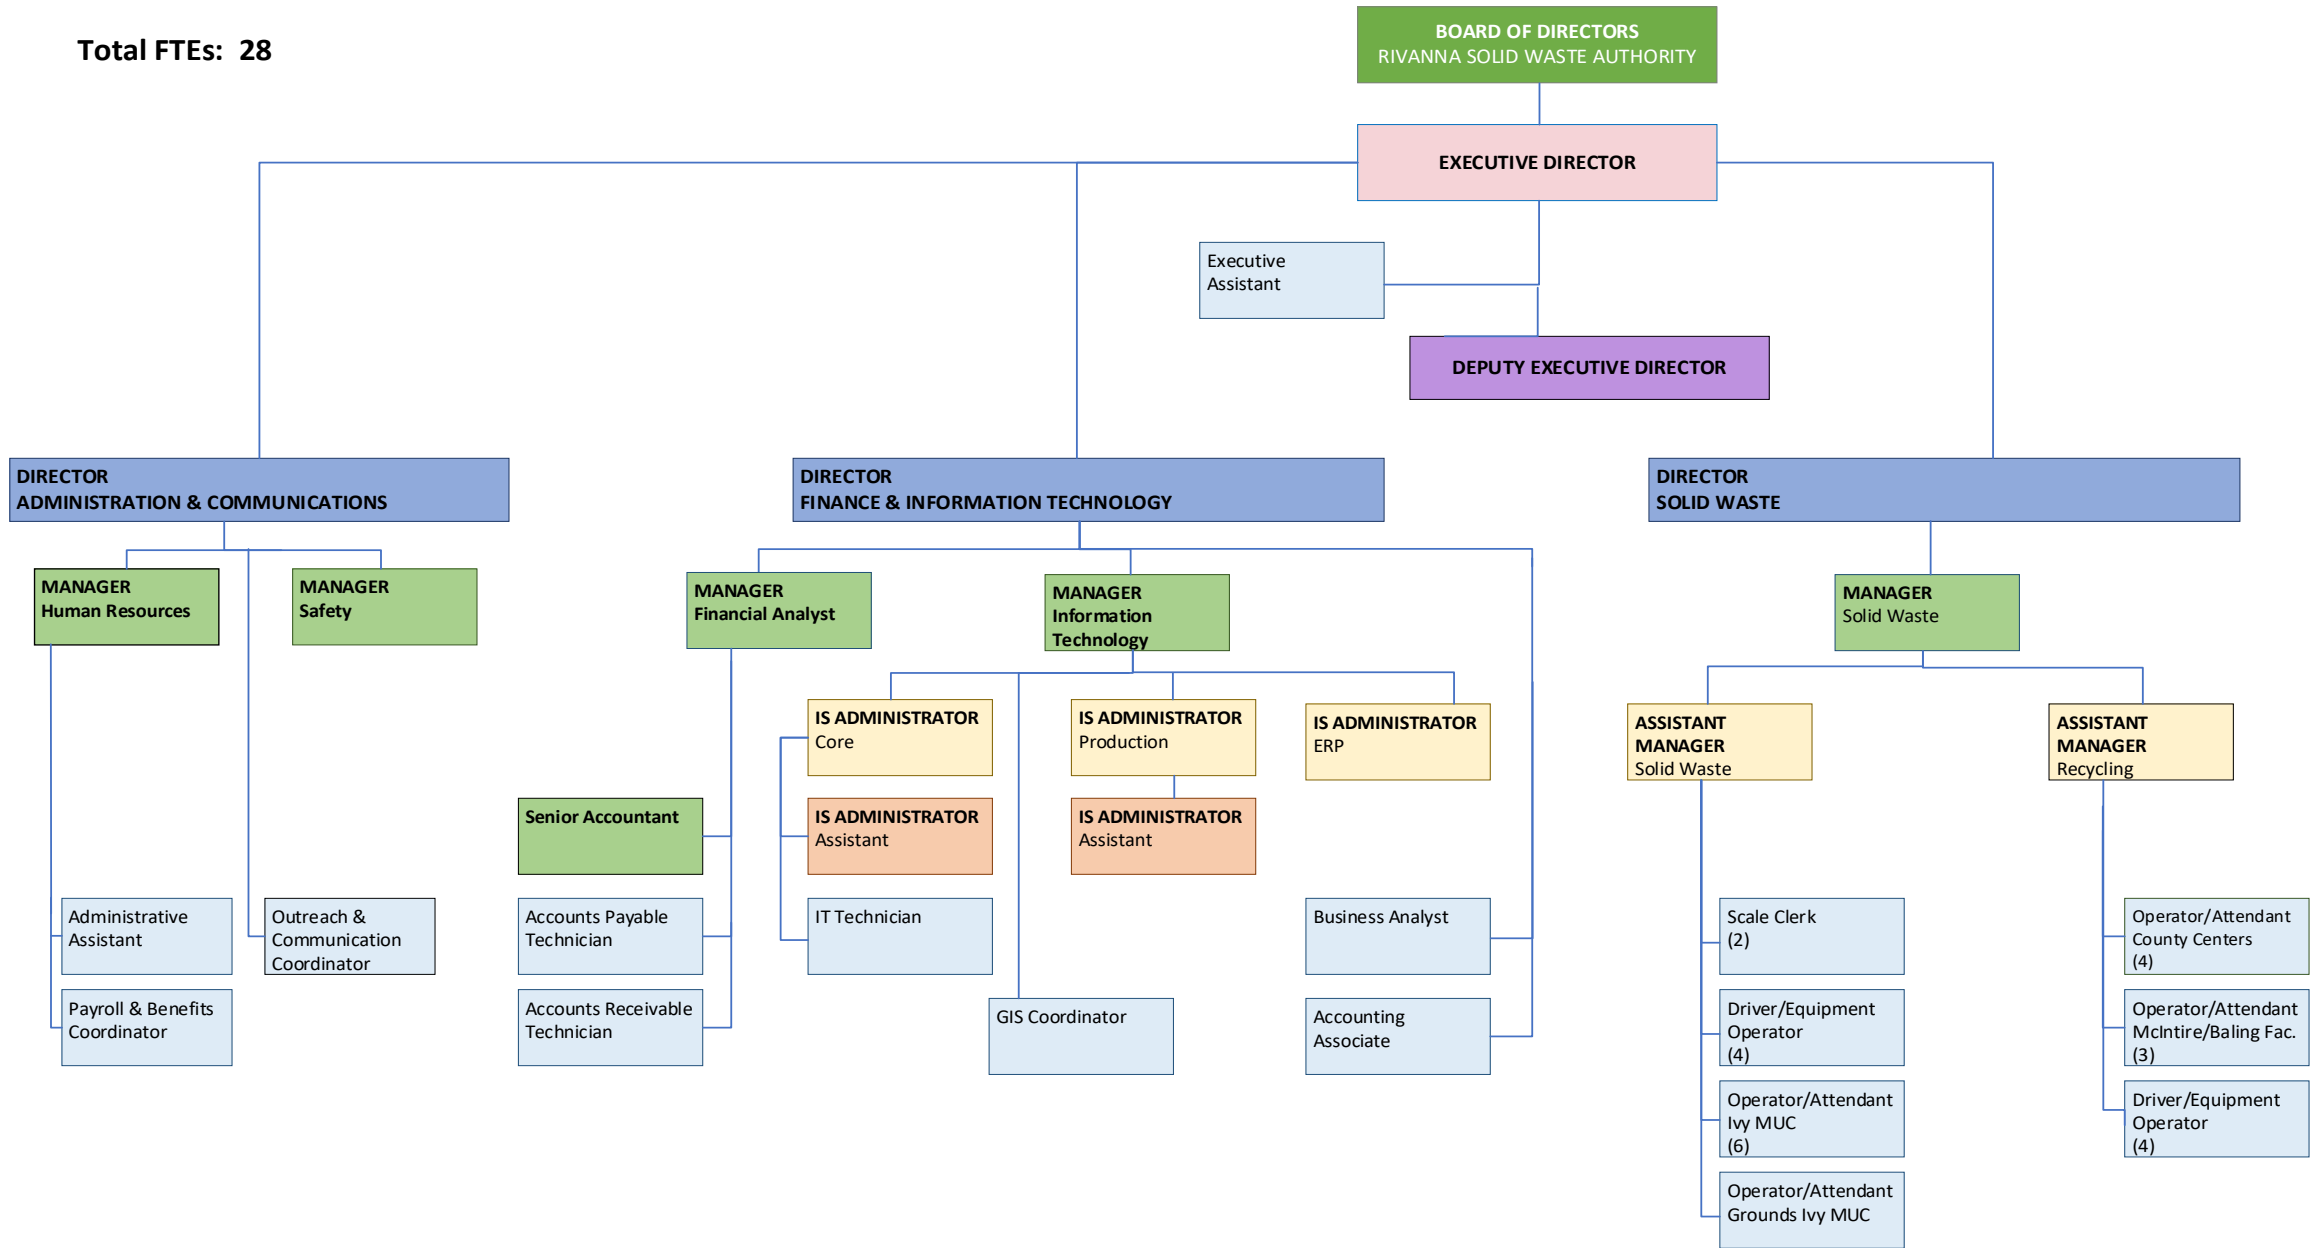 Total FTEs:  28
BOARD OF DIRECTORS
RIVANNA SOLID WASTE AUTHORITY
EXECUTIVE DIRECTOR
Executive
Assistant
DEPUTY EXECUTIVE DIRECTOR
DIRECTOR
ADMINISTRATION & COMMUNICATIONS
DIRECTOR
FINANCE & INFORMATION TECHNOLOGY
DIRECTOR
SOLID WASTE
MANAGER
Human Resources
MANAGER
Safety
MANAGER
Financial Analyst
MANAGER
Information
Technology
MANAGER
Solid Waste
IS ADMINISTRATOR
Core
IS ADMINISTRATOR
Production
IS ADMINISTRATOR
ERP
ASSISTANT
MANAGER
Solid Waste
ASSISTANT
MANAGER
Recycling
Senior Accountant
IS ADMINISTRATOR
Assistant
IS ADMINISTRATOR
Assistant
Administrative
Assistant
Outreach &
Communication
Coordinator
Accounts Payable
Technician
IT Technician
Business Analyst
Scale Clerk
(2)
Operator/Attendant
County Centers
(4)
Payroll & Benefits
Coordinator
Accounts Receivable
Technician
GIS Coordinator
Accounting
Associate
Driver/Equipment
Operator
(4)
Operator/Attendant
McIntire/Baling Fac.
(3)
Operator/Attendant
Ivy MUC
(6)
Driver/Equipment
Operator
(4)
Operator/Attendant
Grounds Ivy MUC